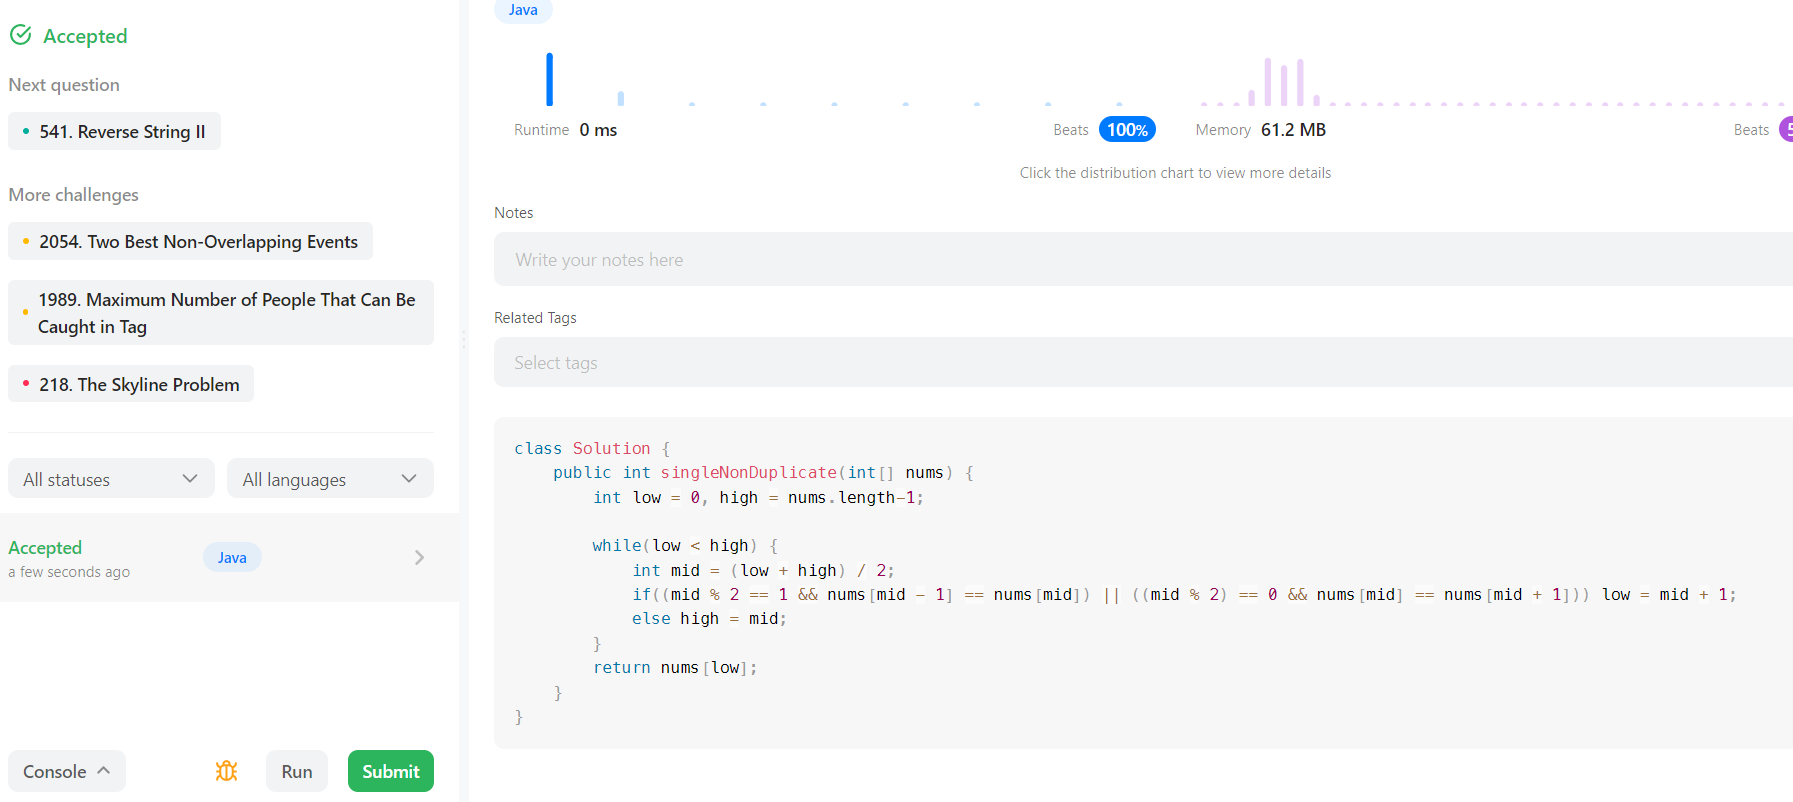 Accepted
Next question
541. Reverse String II
More challenges
2054. Two Best Non-Overlapping Events
1989. Maximum Number of People That Can Be
Caught in Tag
218. The Skyline Problem
All statuses
All languages
Accepted
a few seconds ago
Java
Console
Run
Submit
Java
Runtime 0 ms
Beats 100%
Memory 61.2 MB
Beats
Click the distribution chart to view more details
Notes
Write your notes here
Related Tags
Select tags
class Solution {
    public int singleNonDuplicate(int[] nums) {
        int low = 0, high = nums.length-1;
        while(low < high) {
            int mid = (low + high) / 2;
            if((mid % 2 == 1 && nums[mid - 1] == nums[mid]) || ((mid % 2) == 0 && nums[mid] == nums[mid + 1])) low = mid + 1;
            else high = mid;
        }
        return nums[low];
    }
}